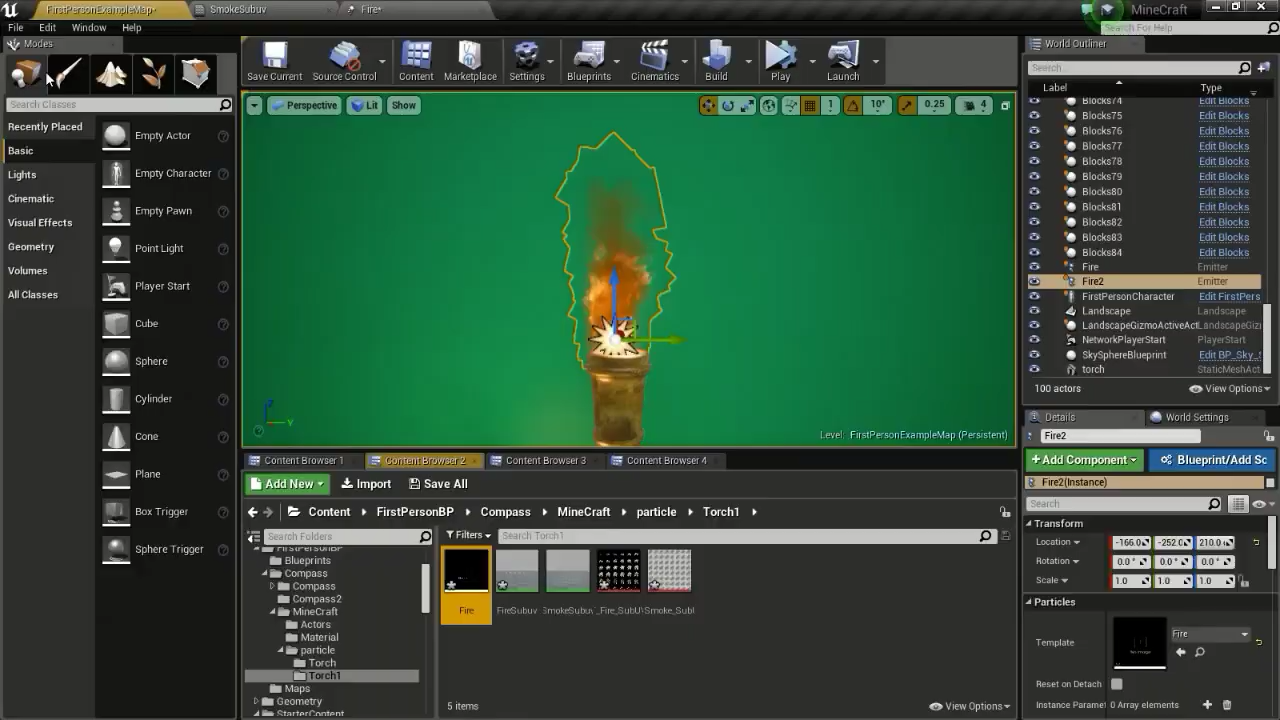 FirstPersonExampleMap*
SmokeSubuv
Fire*
MineCraft
File Edit Window Help
Search For Help
Modes
Search Classes
Recently Placed
Basic
Lights
Cinematic
Visual Effects
Geometry
Volumes
All Classes
Empty Actor
Empty Character
Empty Pawn
Point Light
Player Start
Cube
Sphere
Cylinder
Cone
Plane
Box Trigger
Sphere Trigger
Save Current
Source Control
Content
Marketplace
Settings
Blueprints
Cinematics
Build
Play
Launch
Perspective Lit Show
1 10° 0.25 4
Level: FirstPersonExampleMap (Persistent)
Content Browser 1 Content Browser 2 Content Browser 3 Content Browser 4
Add New Import Save All
Content FirstPersonBP Compass MineCraft particle Torch1
Search Folders
Filters Search Torch1
FirstPersonBP
Blueprints
Compass
Compass
Compass2
MineCraft
Actors
Material
particle
Torch
Torch1
Maps
Geometry
StarterContent
Fire
FireSubuv
SmokeSubuv
_Fire_SubU
Smoke_SubU
5 items
View Options
World Outliner
Search...
Label Type
Blocks74 Edit Blocks
Blocks75 Edit Blocks
Blocks76 Edit Blocks
Blocks77 Edit Blocks
Blocks78 Edit Blocks
Blocks79 Edit Blocks
Blocks80 Edit Blocks
Blocks81 Edit Blocks
Blocks82 Edit Blocks
Blocks83 Edit Blocks
Blocks84 Edit Blocks
Fire Emitter
Fire2 Emitter
FirstPersonCharacter Edit FirstPers
Landscape Landscape
LandscapeGizmoActiveAct LandscapeGiz
NetworkPlayerStart PlayerStart
SkySphereBlueprint Edit BP_Sky_S
torch StaticMeshAct
100 actors
View Options
Details World Settings
Fire2
+Add Component Blueprint/Add Sc
Fire2(Instance)
Search
Transform
Location -166.0 -252.0 210.0
Rotation 0.0° 0.0° 0.0°
Scale 1.0 1.0 1.0
Particles
Template
Fire
Reset on Detach
Instance Paramet 0 Array elements